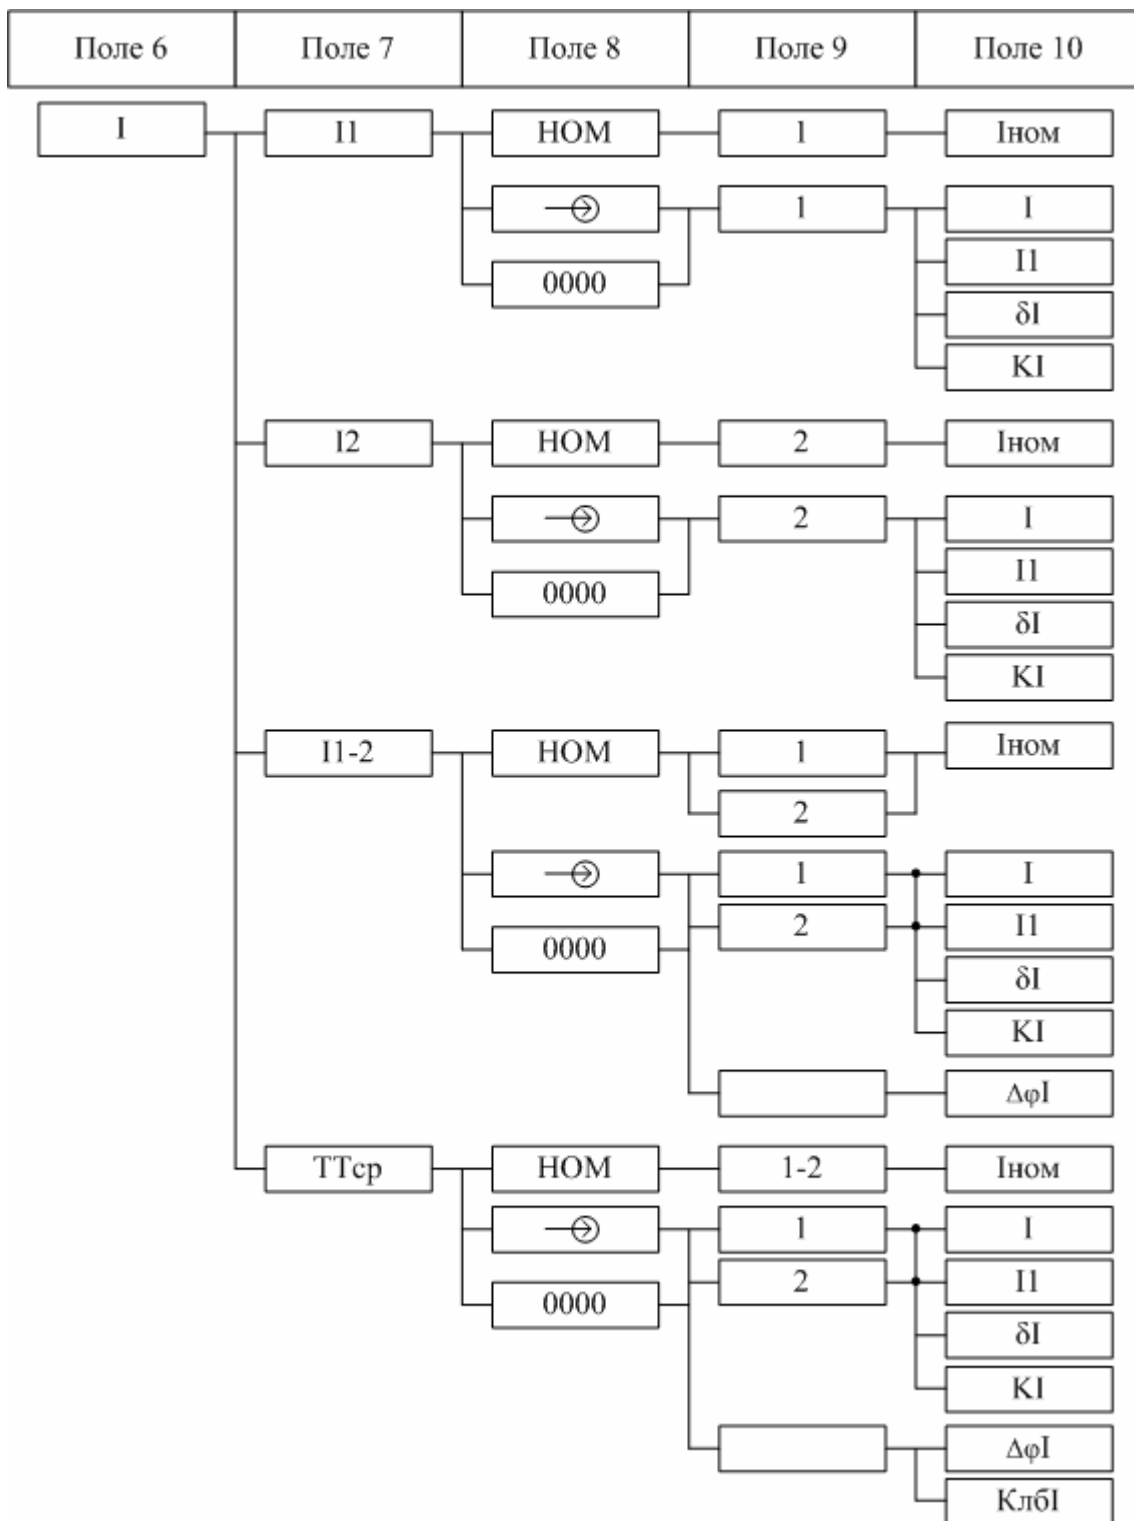 Поле 6 Поле 7 Поле 8 Поле 9 Поле 10
I I1 НОМ 1 Iном
1 I
I1
0000
δI
KI
I2 НОМ 2 Iном
2 I
I1
0000
δI
KI
I1-2 НОМ 1 Iном
2
1 I
2 I1
0000
δI
KI
ΔφI
ТТср НОМ 1-2 Iном
1 I
2 I1
0000
δI
KI
ΔφI
КлбI